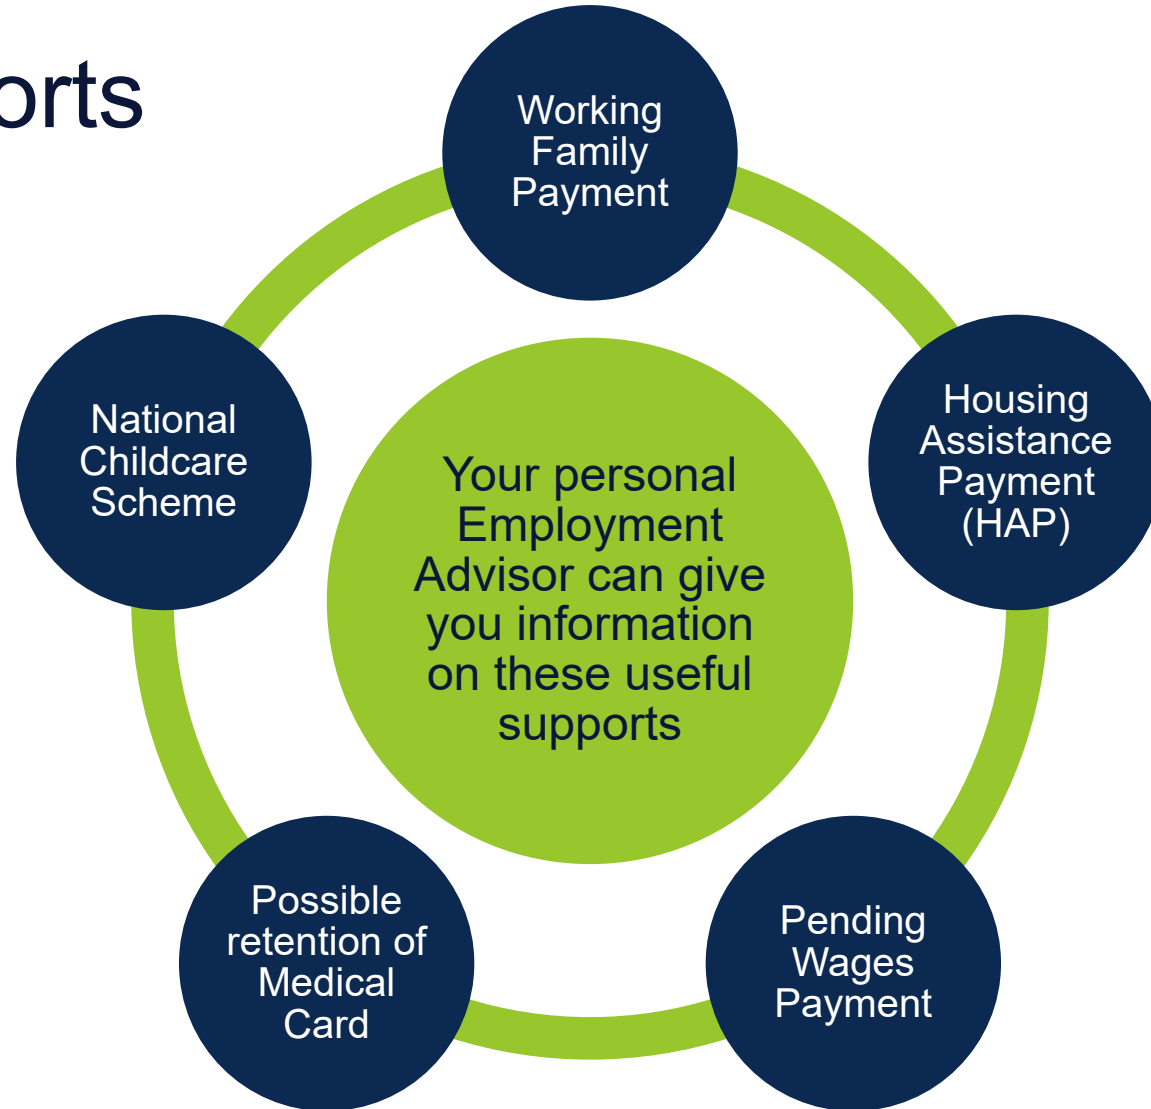 orts
Working
Family
Payment
Housing
Assistance
Payment
(HAP)
Pending
Wages
Payment
Possible
retention of
Medical
Card
National
Childcare
Scheme
Your personal
Employment
Advisor can give
you information
on these useful
supports